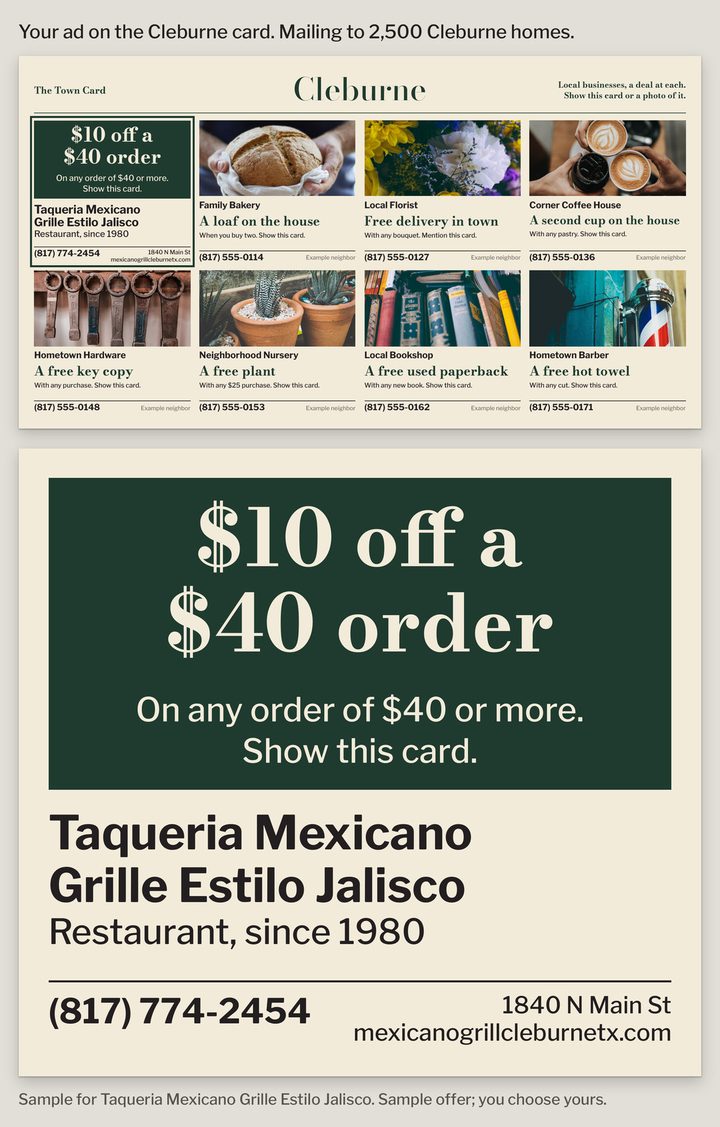 Your ad on the Cleburne card. Mailing to 2,500 Cleburne homes.
The Town Card
Cleburne
Local businesses, a deal at each.
Show this card or a photo of it.
$10 off a
$40 order
On any order of $40 or more.
Show this card.
Taqueria Mexicano
Grille Estilo Jalisco
Restaurant, since 1980
(817) 774-2454
1840 N Main St
mexicanogrillcleburnetx.com
Family Bakery
A loaf on the house
When you buy two. Show this card.
(817) 555-0114
Example neighbor
Local Florist
Free delivery in town
With any bouquet. Mention this card.
(817) 555-0127
Example neighbor
Corner Coffee House
A second cup on the house
With any pastry. Show this card.
(817) 555-0136
Example neighbor
Hometown Hardware
A free key copy
With any purchase. Show this card.
(817) 555-0148
Example neighbor
Neighborhood Nursery
A free plant
With any $25 purchase. Show this card.
(817) 555-0153
Example neighbor
Local Bookshop
A free used paperback
With any new book. Show this card.
(817) 555-0162
Example neighbor
Hometown Barber
A free hot towel
With any cut. Show this card.
(817) 555-0171
Example neighbor
$10 off a
$40 order
On any order of $40 or more.
Show this card.
Taqueria Mexicano
Grille Estilo Jalisco
Restaurant, since 1980
(817) 774-2454
1840 N Main St
mexicanogrillcleburnetx.com
Sample for Taqueria Mexicano Grille Estilo Jalisco. Sample offer; you choose yours.